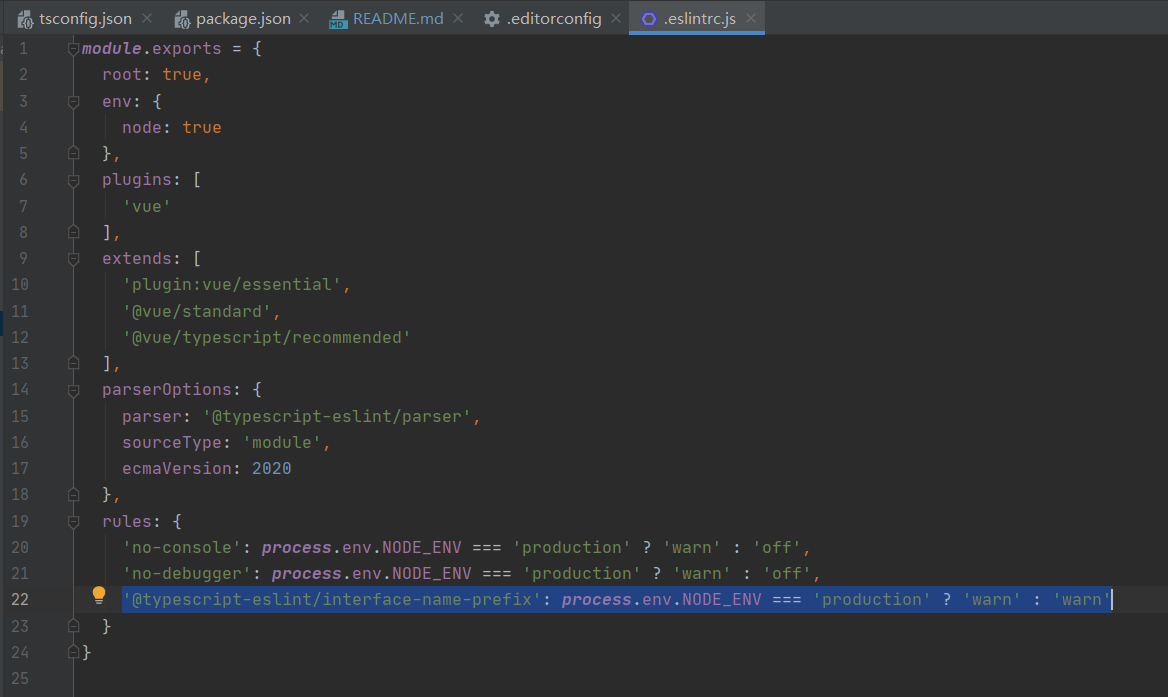 tsconfig.json package.json README.md .editorconfig .eslintrc.js
1 module.exports = {
2 root: true,
3 env: {
4 node: true
5 },
6 plugins: [
7 'vue'
8 ],
9 extends: [
10 'plugin:vue/essential',
11 '@vue/standard',
12 '@vue/typescript/recommended'
13 ],
14 parserOptions: {
15 parser: '@typescript-eslint/parser',
16 sourceType: 'module',
17 ecmaVersion: 2020
18 },
19 rules: {
20 'no-console': process.env.NODE_ENV === 'production' ? 'warn' : 'off',
21 'no-debugger': process.env.NODE_ENV === 'production' ? 'warn' : 'off',
22 '@typescript-eslint/interface-name-prefix': process.env.NODE_ENV === 'production' ? 'warn' : 'warn'
23 }
24 }
25